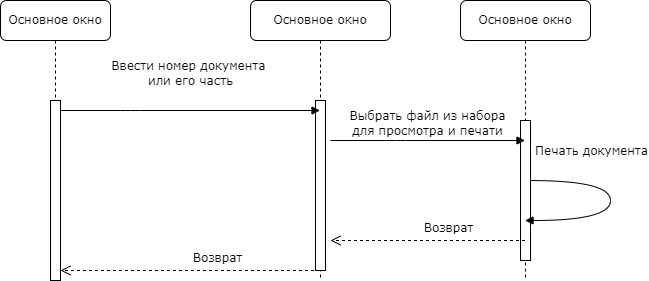 Основное окно
Основное окно
Основное окно
Ввести номер документа
или его часть
Выбрать файл из набора
для просмотра и печати
Печать документа
Возврат
Возврат